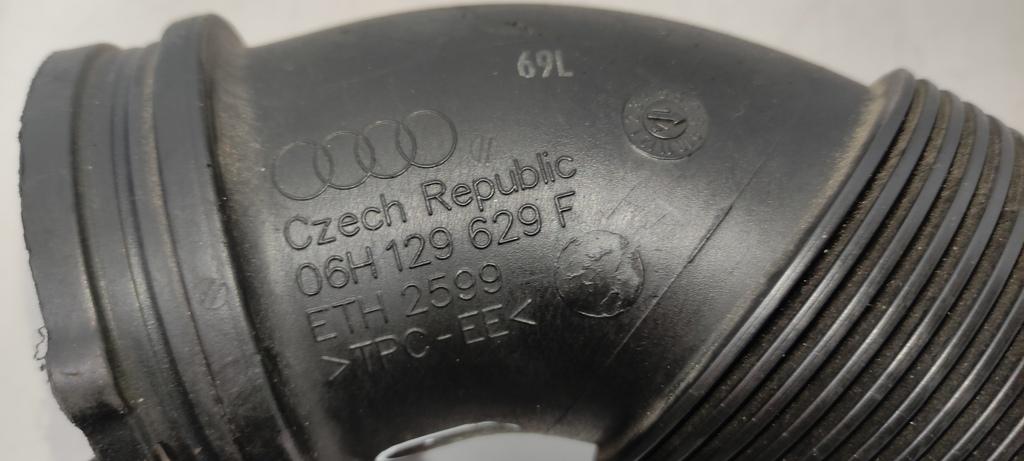 69L
Czech Republic
06H 129 629 F
ETH 2599
>TPC-EE<